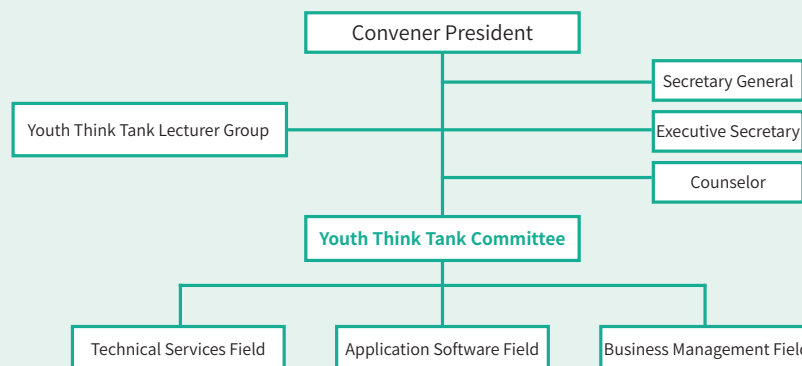 Convener President
Secretary General
Youth Think Tank Lecturer Group
Executive Secretary
Counselor
Youth Think Tank Committee
Technical Services Field
Application Software Field
Business Management Field